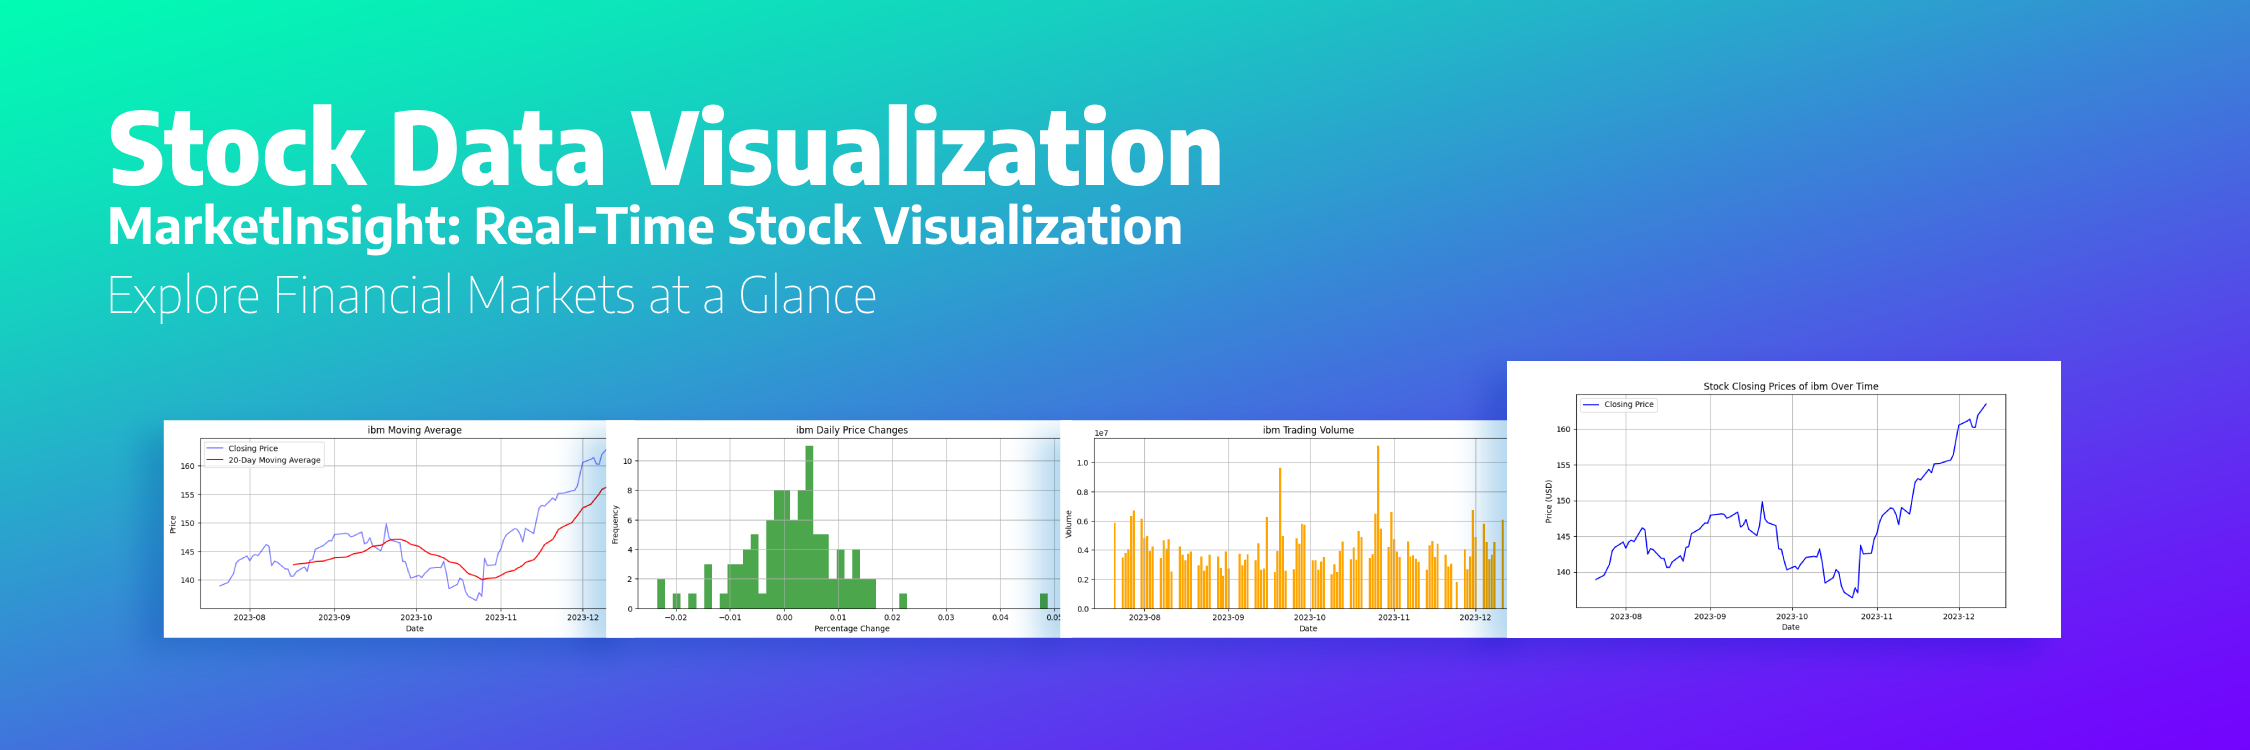 Stock Data Visualization
MarketInsight: Real-Time Stock Visualization
Explore Financial Markets at a Glance
ibm Moving Average
Closing Price
20-Day Moving Average
Price
160
155
150
145
140
2023-08 2023-09 2023-10 2023-11 2023-12
Date
ibm Daily Price Changes
Frequency
10
8
6
4
2
0
−0.02 −0.01 0.00 0.01 0.02 0.03 0.04
Percentage Change
ibm Trading Volume
1e7
Volume
1.0
0.8
0.6
0.4
0.2
0.0
2023-08 2023-09 2023-10 2023-11 2023-12
Date
Stock Closing Prices of ibm Over Time
Closing Price
Price (USD)
160
155
150
145
140
2023-08 2023-09 2023-10 2023-11 2023-12
Date